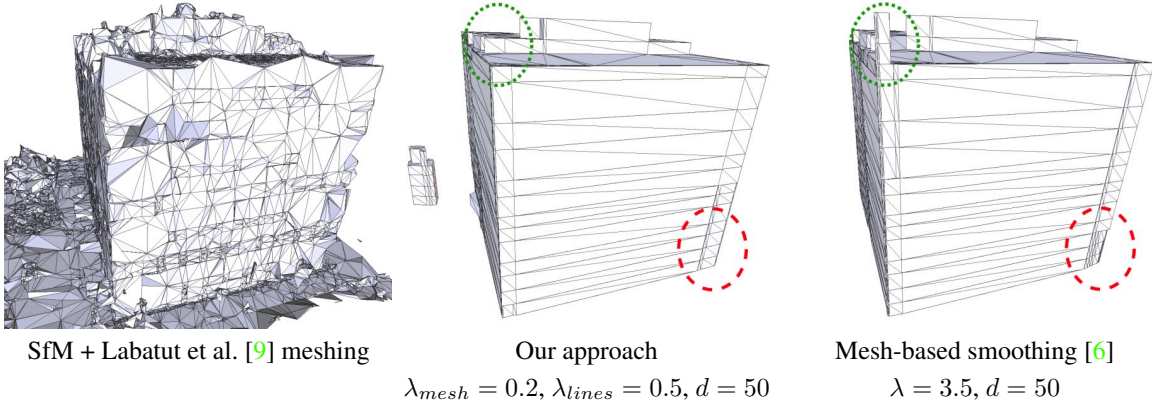 SfM + Labatut et al. [9] meshing
Our approach
Mesh-based smoothing [6]
λ_mesh = 0.2, λ_lines = 0.5, d = 50
λ = 3.5, d = 50